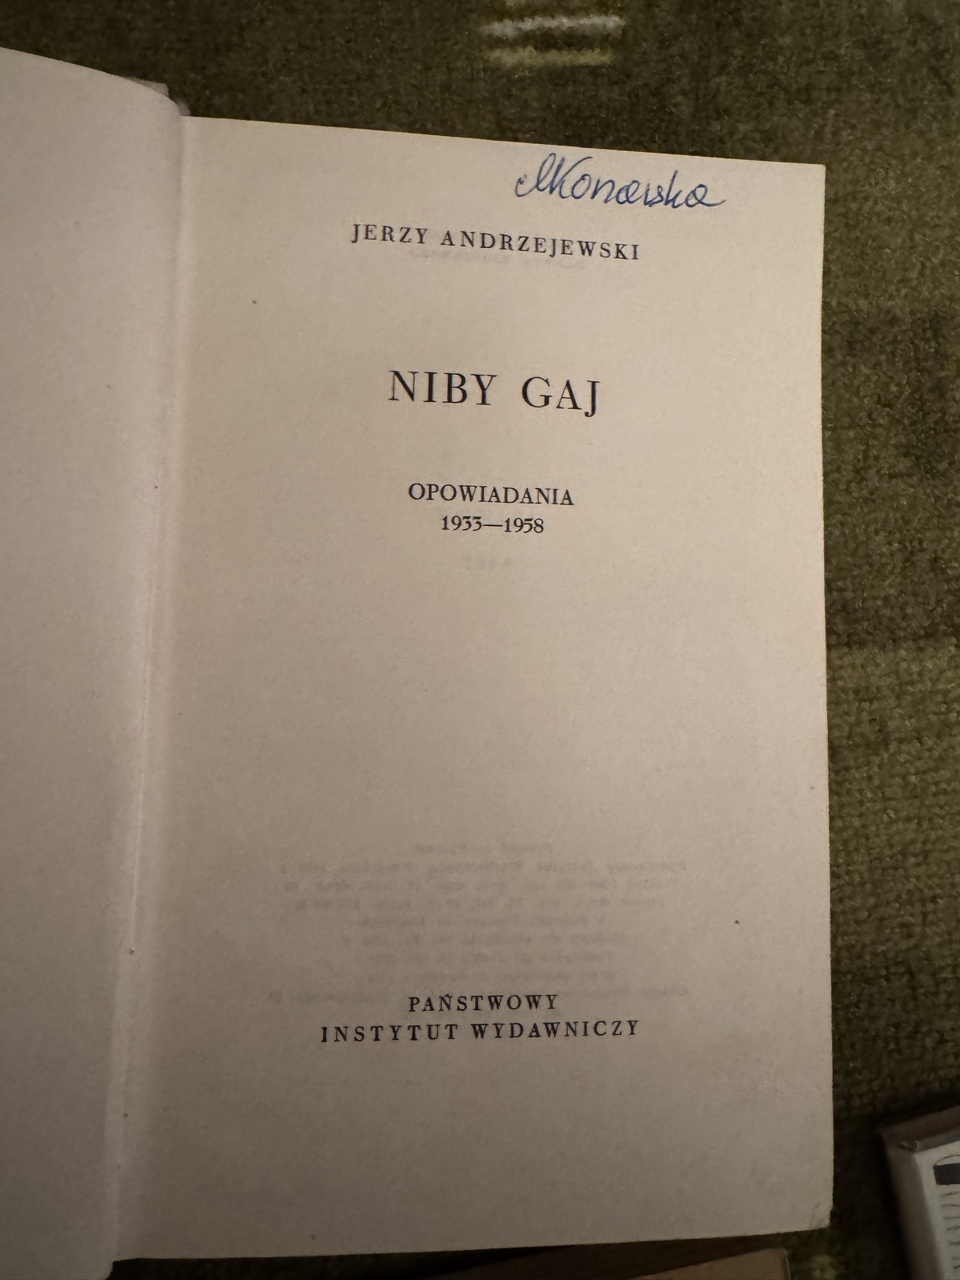 MKonarska
JERZY ANDRZEJEWSKI
NIBY GAJ
OPOWIADANIA
1933—1958
PAŃSTWOWY
INSTYTUT WYDAWNICZY